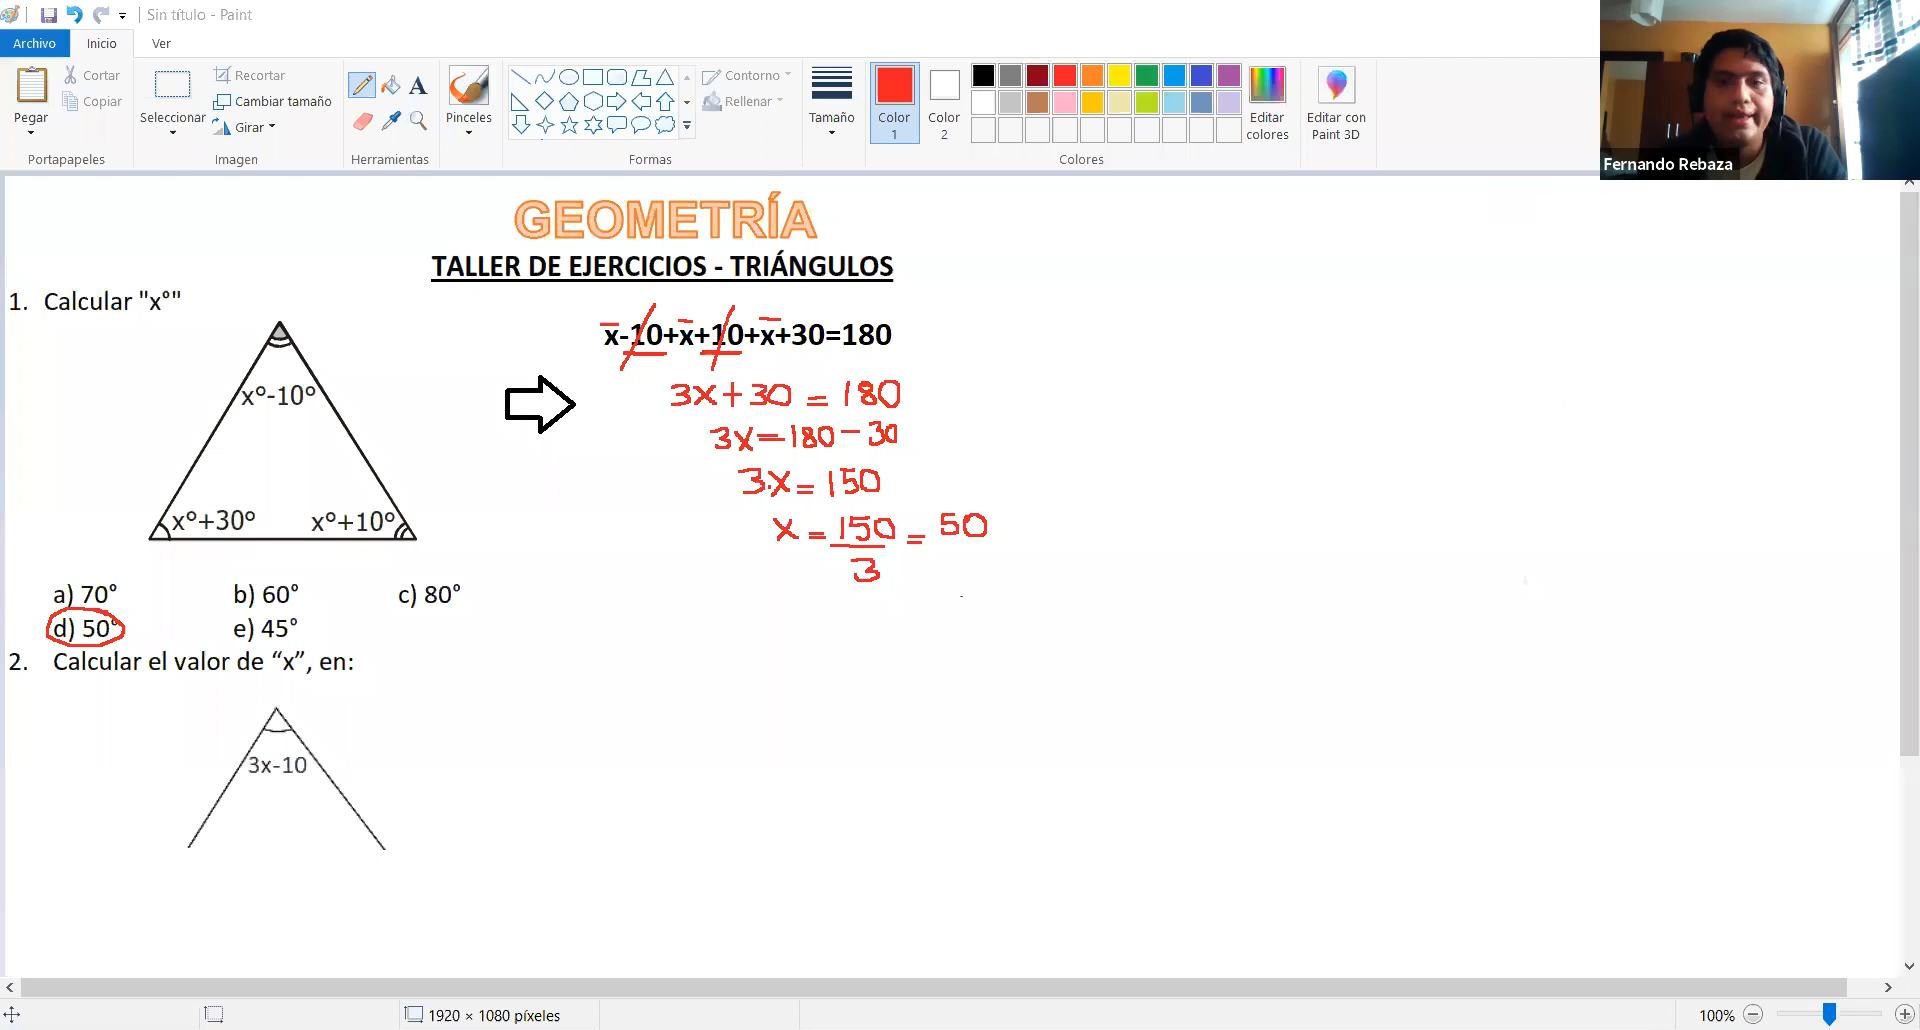 Sin título - Paint
Archivo Inicio Ver
Pegar
Cortar
Copiar
Portapapeles
Seleccionar
Recortar
Cambiar tamaño
Girar
Imagen
A
Herramientas
Pinceles
Contorno
Rellenar
Formas
Tamaño
Color 1
Color 2
Colores
Editar colores
Editar con Paint 3D
Fernando Rebaza
GEOMETRÍA
TALLER DE EJERCICIOS - TRIÁNGULOS
1. Calcular "x°"
x°-10°
x°+30° x°+10°
x-10+x+10+x+30=180
3x+30 = 180
3x=180-30
3.x=150
x = 150/3 = 50
a) 70° b) 60° c) 80°
d) 50° e) 45°
2. Calcular el valor de “x”, en:
3x-10
1920 × 1080 píxeles
100%